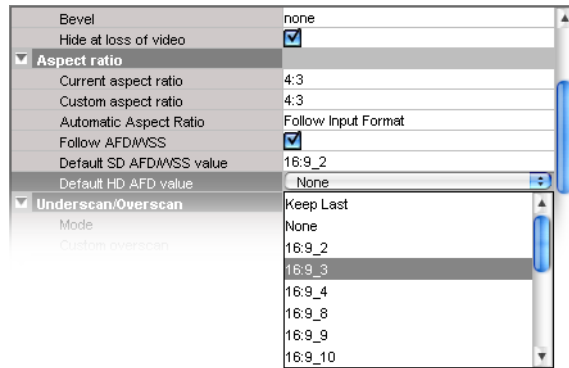 Bevel none
Hide at loss of video
Aspect ratio
Current aspect ratio 4:3
Custom aspect ratio 4:3
Automatic Aspect Ratio Follow Input Format
Follow AFD/WSS
Default SD AFD/WSS value 16:9_2
Default HD AFD value None
Underscan/Overscan Keep Last
Mode None
Custom overscan 16:9_2
16:9_3
16:9_4
16:9_8
16:9_9
16:9_10